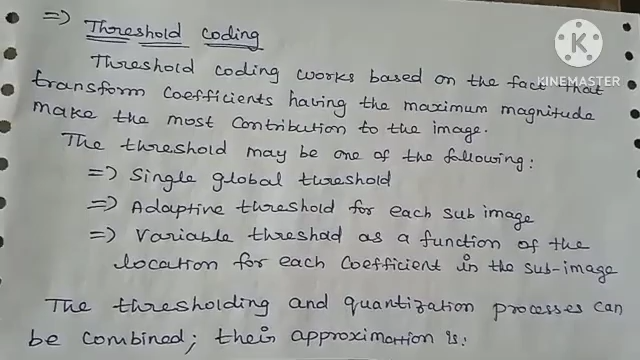 => Threshold coding
Threshold coding works based on the fact that
transform coefficients having the maximum magnitude
make the most contribution to the image.
The threshold may be one of the following:
=> Single global threshold
=> Adaptive threshold for each sub image
=> Variable threshod as a function of the
location for each coefficient in the sub-image
The thresholding and quantization processes can
be combined; their approximation is:
K
KINEMASTER